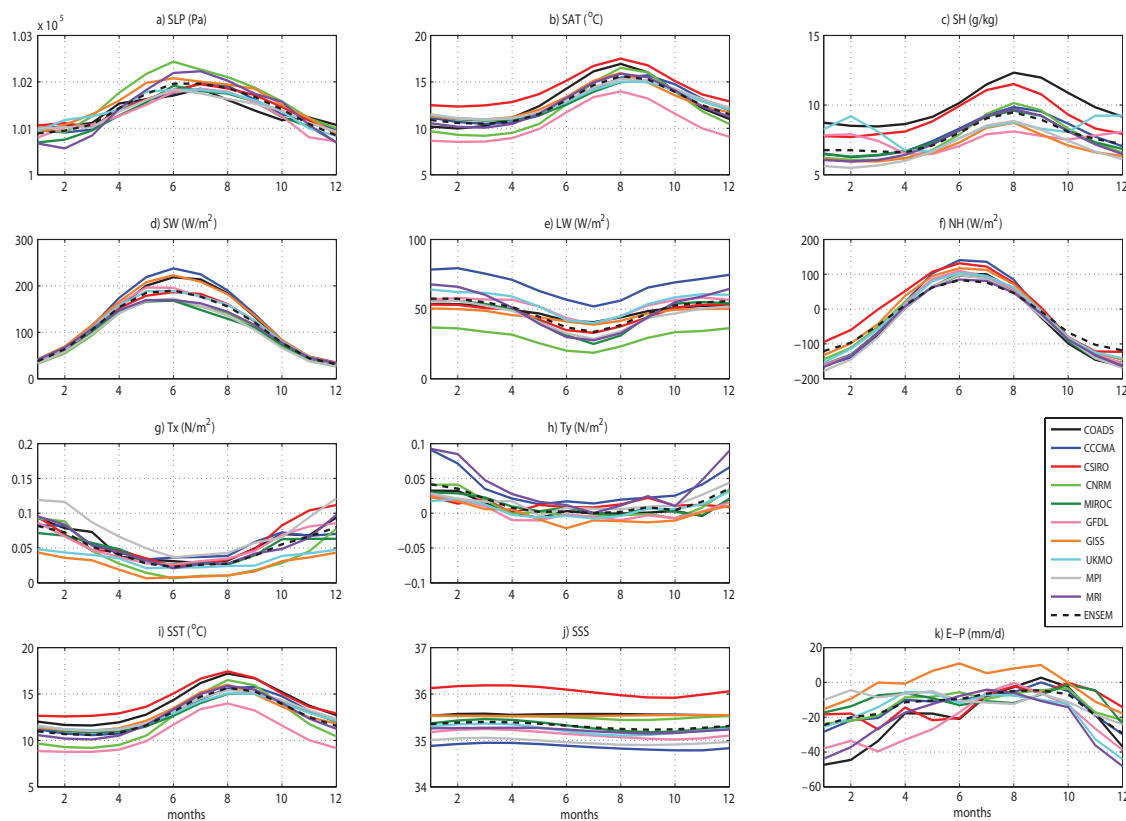 a) SLP (Pa)
x 10^5
1.03
1.02
1.01
1
2 4 6 8 10 12
b) SAT (°C)
20
15
10
5
2 4 6 8 10 12
c) SH (g/kg)
15
10
5
2 4 6 8 10 12
d) SW (W/m²)
300
200
100
0
2 4 6 8 10 12
e) LW (W/m²)
100
50
0
2 4 6 8 10 12
f) NH (W/m²)
200
100
0
−100
−200
2 4 6 8 10 12
g) Tx (N/m²)
0.2
0.15
0.1
0.05
0
2 4 6 8 10 12
h) Ty (N/m²)
0.1
0.05
0
−0.05
−0.1
2 4 6 8 10 12
COADS
CCCMA
CSIRO
CNRM
MIROC
GFDL
GISS
UKMO
MPI
MRI
ENSEM
i) SST (°C)
20
15
10
5
2 4 6 8 10 12
months
j) SSS
37
36
35
34
2 4 6 8 10 12
months
k) E−P (mm/d)
20
0
−20
−40
−60
2 4 6 8 10 12
months